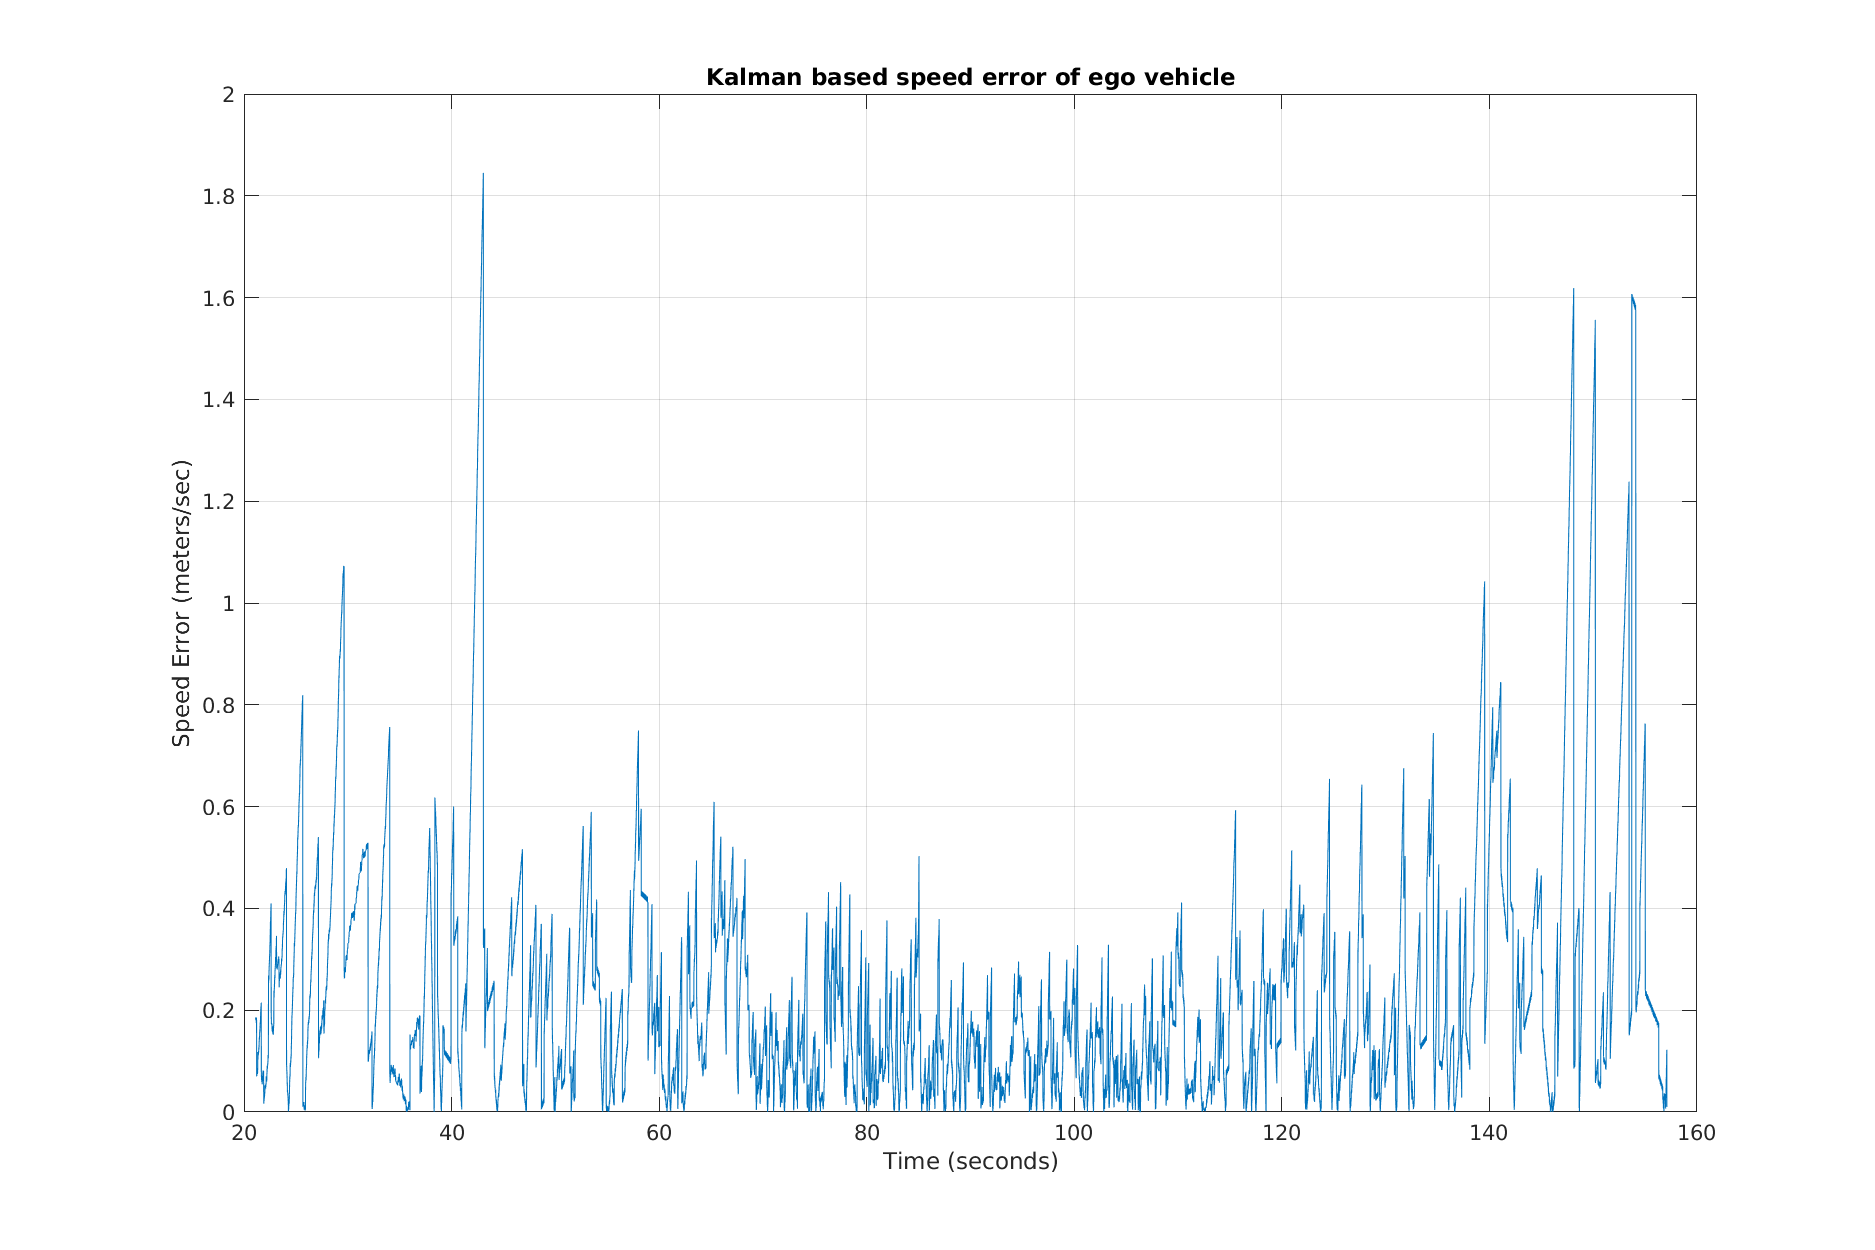 Kalman based speed error of ego vehicle
2
1.8
1.6
1.4
1.2
1
0.8
0.6
0.4
0.2
0
Speed Error (meters/sec)
20 40 60 80 100 120 140 160
Time (seconds)